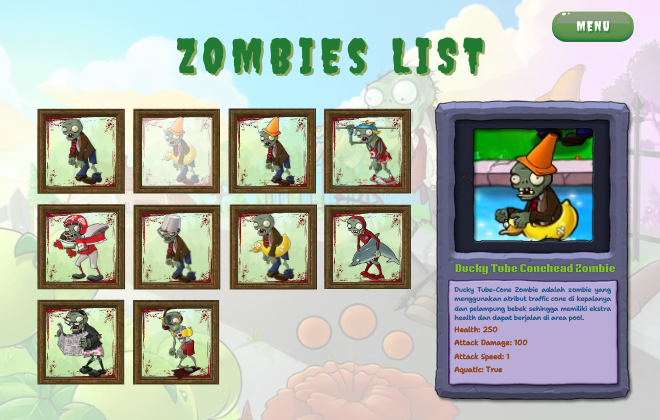 MENU
ZOMBIES LIST
Ducky Tube Conehead Zombie
Ducky Tube-Cone Zombie adalah zombie yang
menggunakan atribut traffic cone di kepalanya
dan pelampung bebek sehingga memiliki ekstra
health dan dapat berjalan di area pool.
Health: 250
Attack Damage: 100
Attack Speed: 1
Aquatic: True